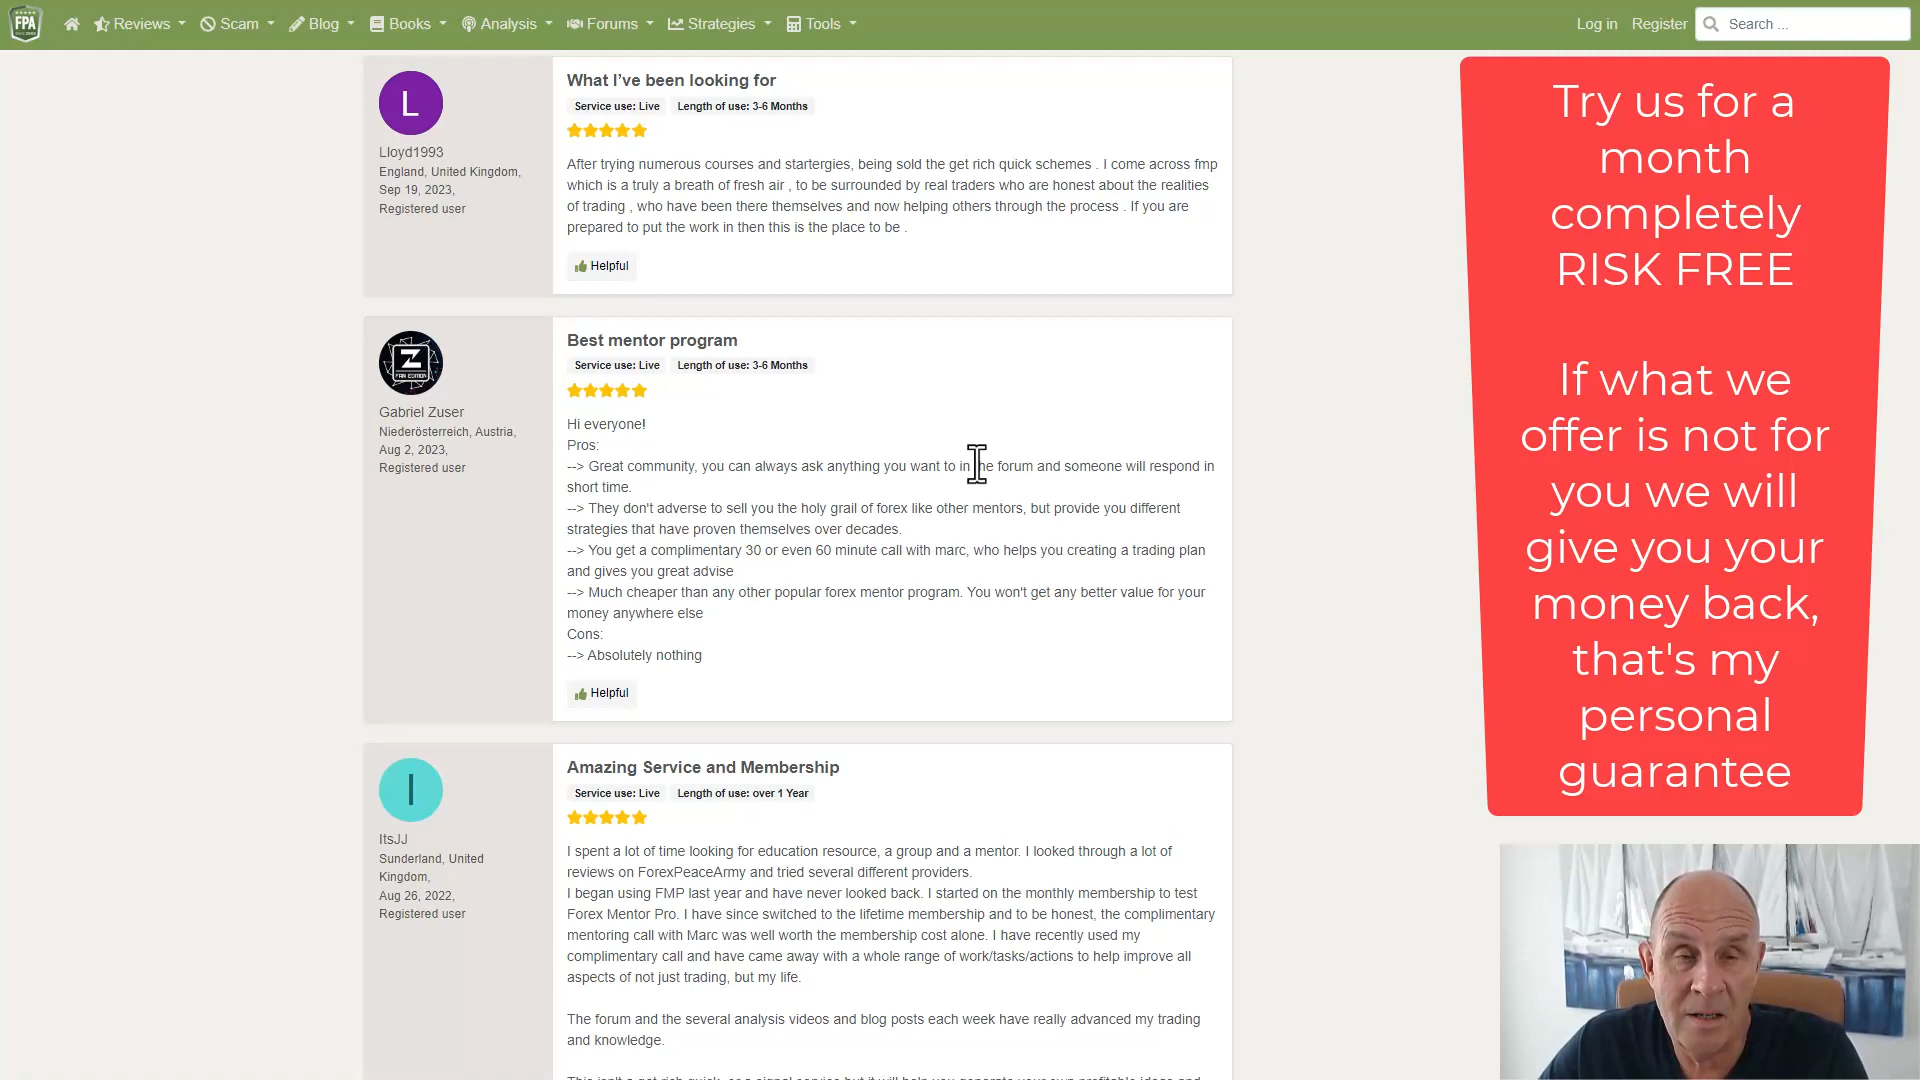 FPA
Reviews
Scam
Blog
Books
Analysis
Forums
Strategies
Tools
Log in
Register
Search ...
L
Lloyd1993
England, United Kingdom,
Sep 19, 2023,
Registered user
What I've been looking for
Service use: Live
Length of use: 3-6 Months
After trying numerous courses and startergies, being sold the get rich quick schemes . I come across fmp
which is a truly a breath of fresh air , to be surrounded by real traders who are honest about the realities
of trading , who have been there themselves and now helping others through the process . If you are
prepared to put the work in then this is the place to be .
Helpful
Z
FAN EDITION
Gabriel Zuser
Niederösterreich, Austria,
Aug 2, 2023,
Registered user
Best mentor program
Service use: Live
Length of use: 3-6 Months
Hi everyone!
Pros:
--> Great community, you can always ask anything you want to in the forum and someone will respond in
short time.
--> They don't adverse to sell you the holy grail of forex like other mentors, but provide you different
strategies that have proven themselves over decades.
--> You get a complimentary 30 or even 60 minute call with marc, who helps you creating a trading plan
and gives you great advise
--> Much cheaper than any other popular forex mentor program. You won't get any better value for your
money anywhere else
Cons:
--> Absolutely nothing
Helpful
I
ItsJJ
Sunderland, United
Kingdom,
Aug 26, 2022,
Registered user
Amazing Service and Membership
Service use: Live
Length of use: over 1 Year
I spent a lot of time looking for education resource, a group and a mentor. I looked through a lot of
reviews on ForexPeaceArmy and tried several different providers.
I began using FMP last year and have never looked back. I started on the monthly membership to test
Forex Mentor Pro. I have since switched to the lifetime membership and to be honest, the complimentary
mentoring call with Marc was well worth the membership cost alone. I have recently used my
complimentary call and have came away with a whole range of work/tasks/actions to help improve all
aspects of not just trading, but my life.
The forum and the several analysis videos and blog posts each week have really advanced my trading
and knowledge.
Try us for a
month
completely
RISK FREE
If what we
offer is not for
you we will
give you your
money back,
that's my
personal
guarantee